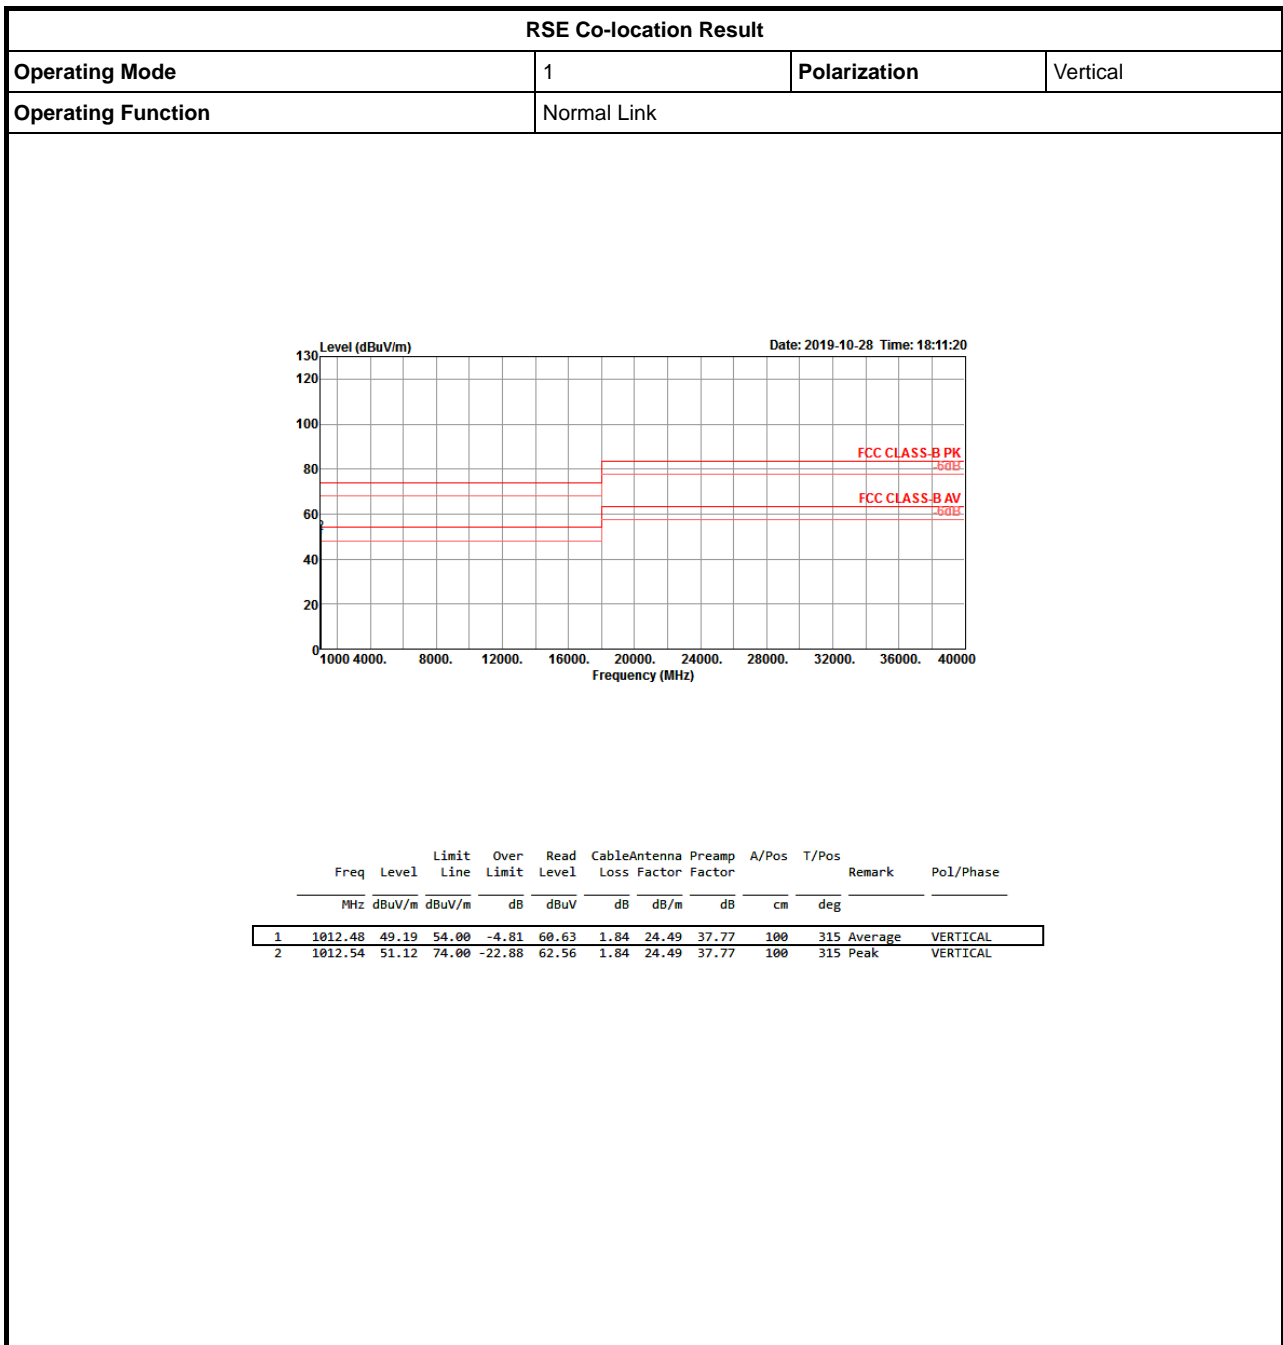 RSE Co-location Result
Operating Mode 1 Polarization Vertical
Operating Function Normal Link
Level (dBuV/m) Date: 2019-10-28 Time: 18:11:20
130
120
100
FCC CLASS-B PK
-6dB
80
FCC CLASS-B AV
-6dB
60
2
40
20
0
1000 4000. 8000. 12000. 16000. 20000. 24000. 28000. 32000. 36000. 40000
Frequency (MHz)
Limit Over Read CableAntenna Preamp A/Pos T/Pos
Freq Level Line Limit Level Loss Factor Factor Remark Pol/Phase
MHz dBuV/m dBuV/m dB dBuV dB dB/m dB cm deg
1 1012.48 49.19 54.00 -4.81 60.63 1.84 24.49 37.77 100 315 Average VERTICAL
2 1012.54 51.12 74.00 -22.88 62.56 1.84 24.49 37.77 100 315 Peak VERTICAL